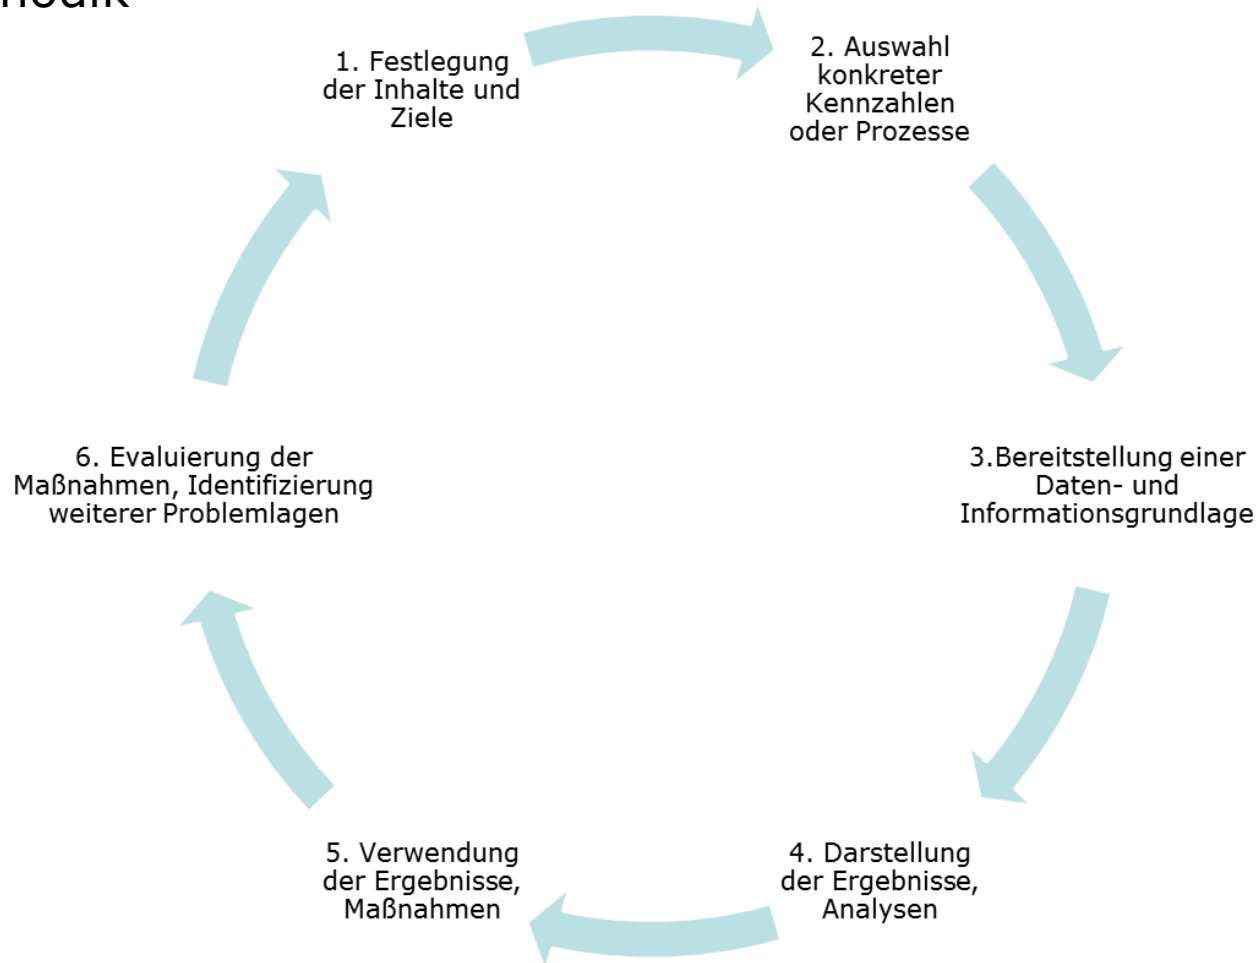 1. Festlegung
der Inhalte und
Ziele
2. Auswahl
konkreter
Kennzahlen
oder Prozesse
3.Bereitstellung einer
Daten- und
Informationsgrundlage
4. Darstellung
der Ergebnisse,
Analysen
5. Verwendung
der Ergebnisse,
Maßnahmen
6. Evaluierung der
Maßnahmen, Identifizierung
weiterer Problemlagen